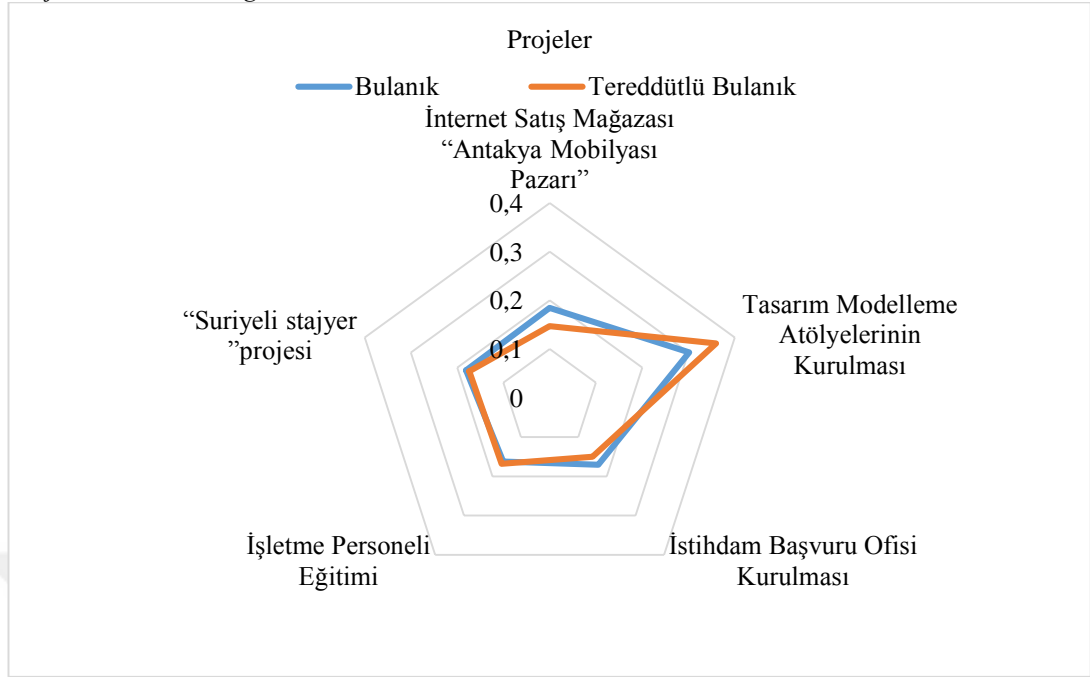 Projeler
Bulanık
Tereddütlü Bulanık
İnternet Satış Mağazası
“Antakya Mobilyası
Pazarı”
0,4
0,3
0,2
0,1
0
Tasarım Modelleme
Atölyelerinin
Kurulması
“Suriyeli stajyer
”projesi
İşletme Personeli
Eğitimi
İstihdam Başvuru Ofisi
Kurulması